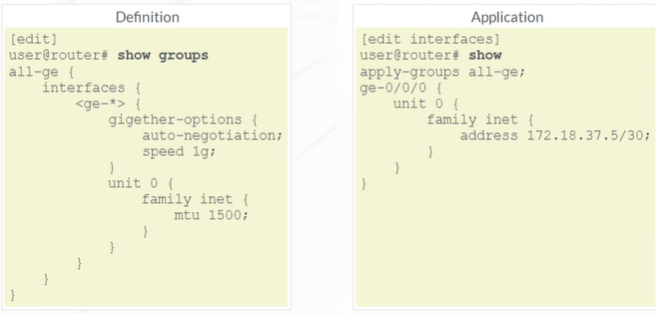 Definition
[edit]
user@router# show groups
all-ge {
    interfaces {
        <ge-*> {
            gigether-options {
                auto-negotiation;
                speed 1g;
            }
            unit 0 {
                family inet {
                    mtu 1500;
                }
            }
        }
    }
}
Application
[edit interfaces]
user@router# show
apply-groups all-ge;
ge-0/0/0 {
    unit 0 {
        family inet {
            address 172.18.37.5/30;
        }
    }
}